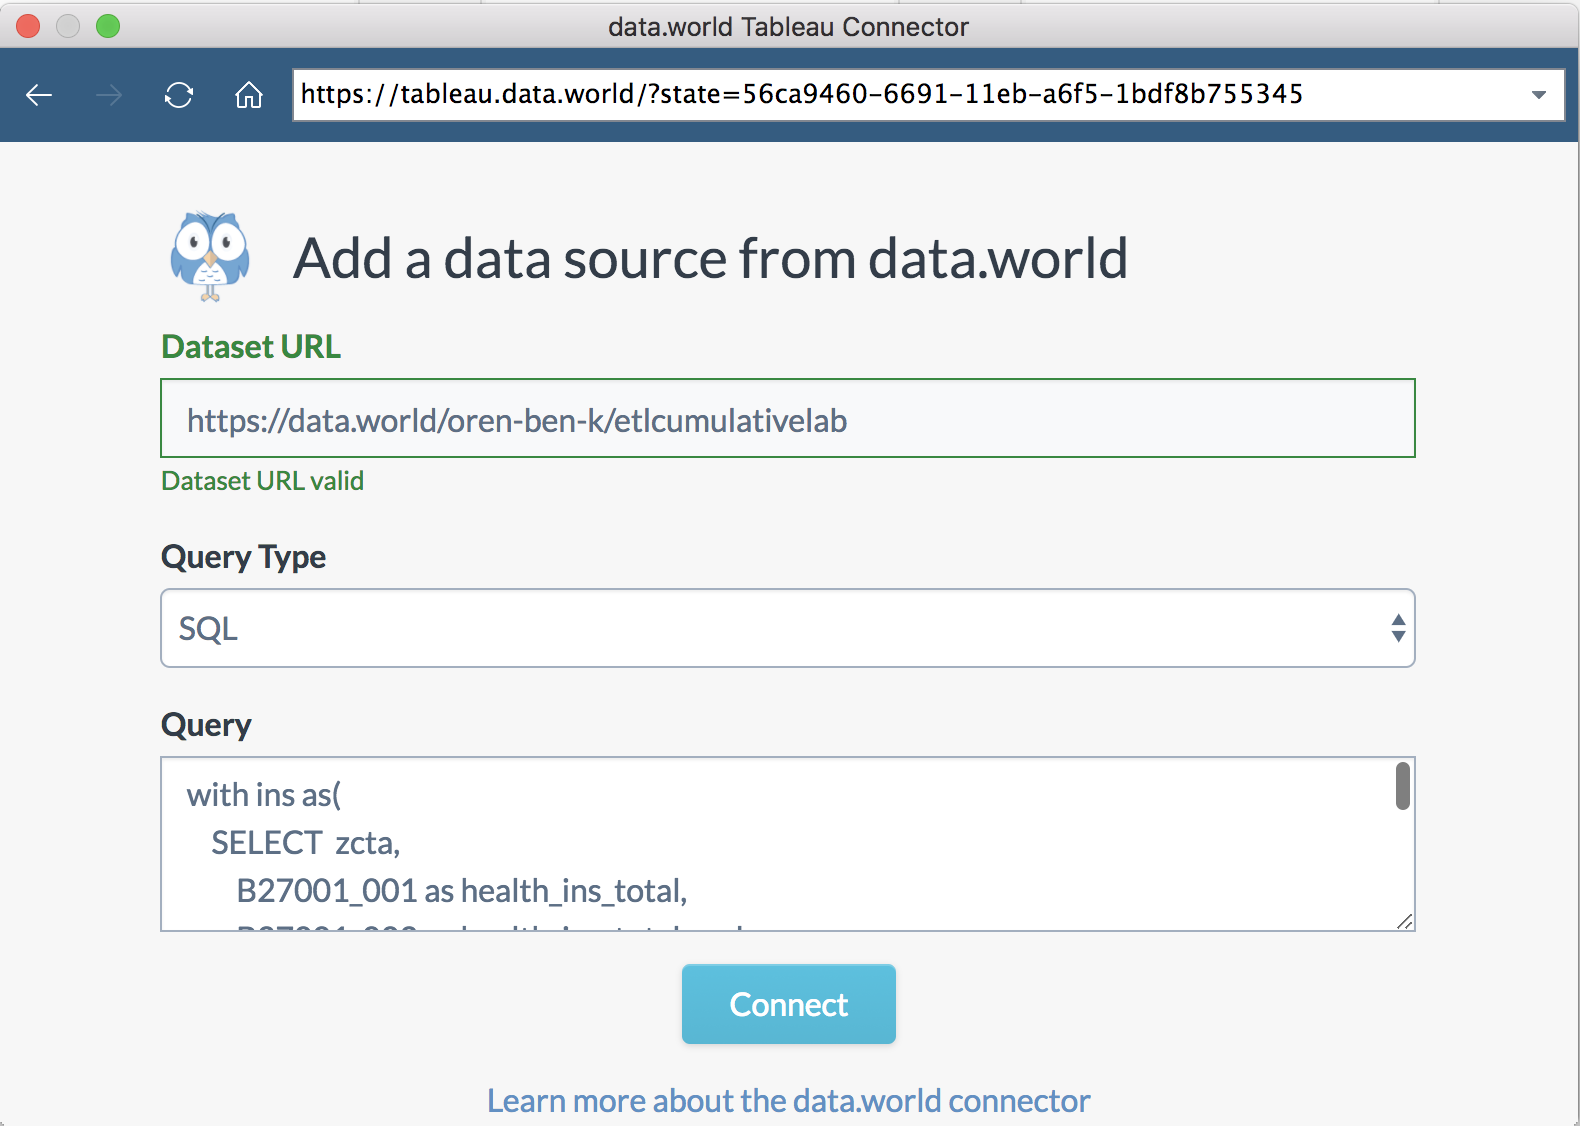 data.world Tableau Connector
https://tableau.data.world/?state=56ca9460-6691-11eb-a6f5-1bdf8b755345
Add a data source from data.world
Dataset URL
https://data.world/oren-ben-k/etlcumulativelab
Dataset URL valid
Query Type
SQL
Query
with ins as(
SELECT zcta,
B27001_001 as health_ins_total,
Connect
Learn more about the data.world connector